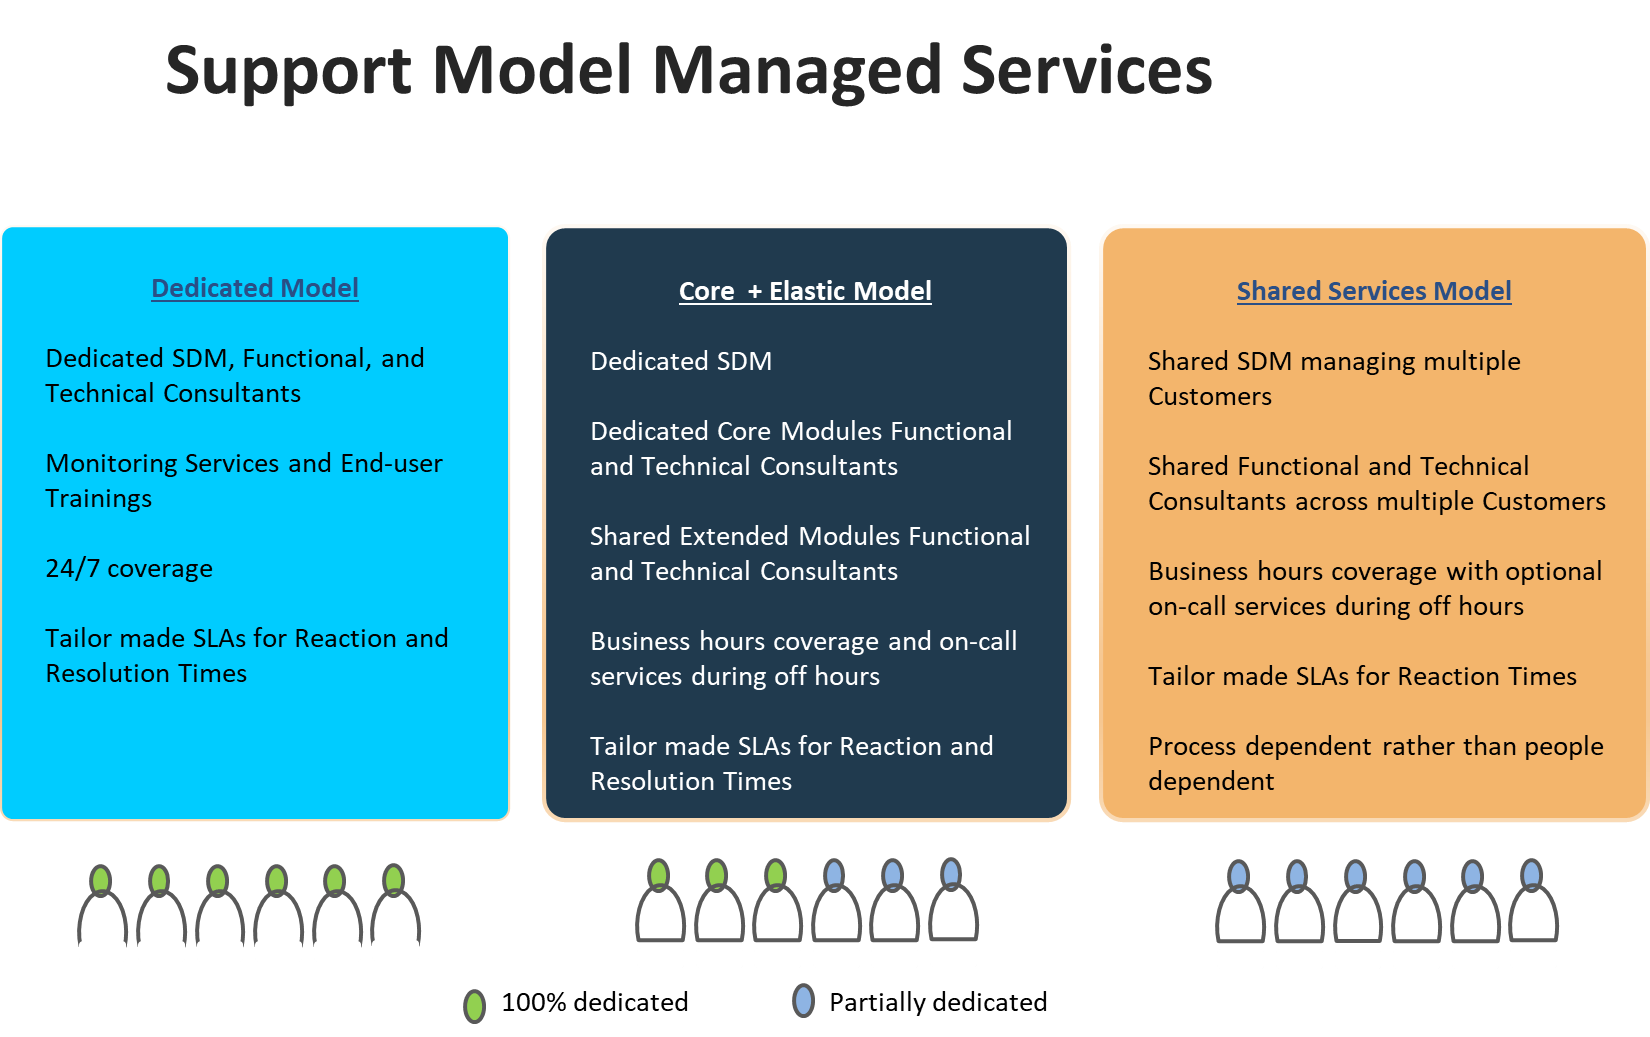 Support Model Managed Services
Dedicated Model
Dedicated SDM, Functional, and
Technical Consultants
Monitoring Services and End-user
Trainings
24/7 coverage
Tailor made SLAs for Reaction and
Resolution Times
Core + Elastic Model
Dedicated SDM
Dedicated Core Modules Functional
and Technical Consultants
Shared Extended Modules Functional
and Technical Consultants
Business hours coverage and on-call
services during off hours
Tailor made SLAs for Reaction and
Resolution Times
Shared Services Model
Shared SDM managing multiple
Customers
Shared Functional and Technical
Consultants across multiple Customers
Business hours coverage with optional
on-call services during off hours
Tailor made SLAs for Reaction Times
Process dependent rather than people
dependent
100% dedicated
Partially dedicated